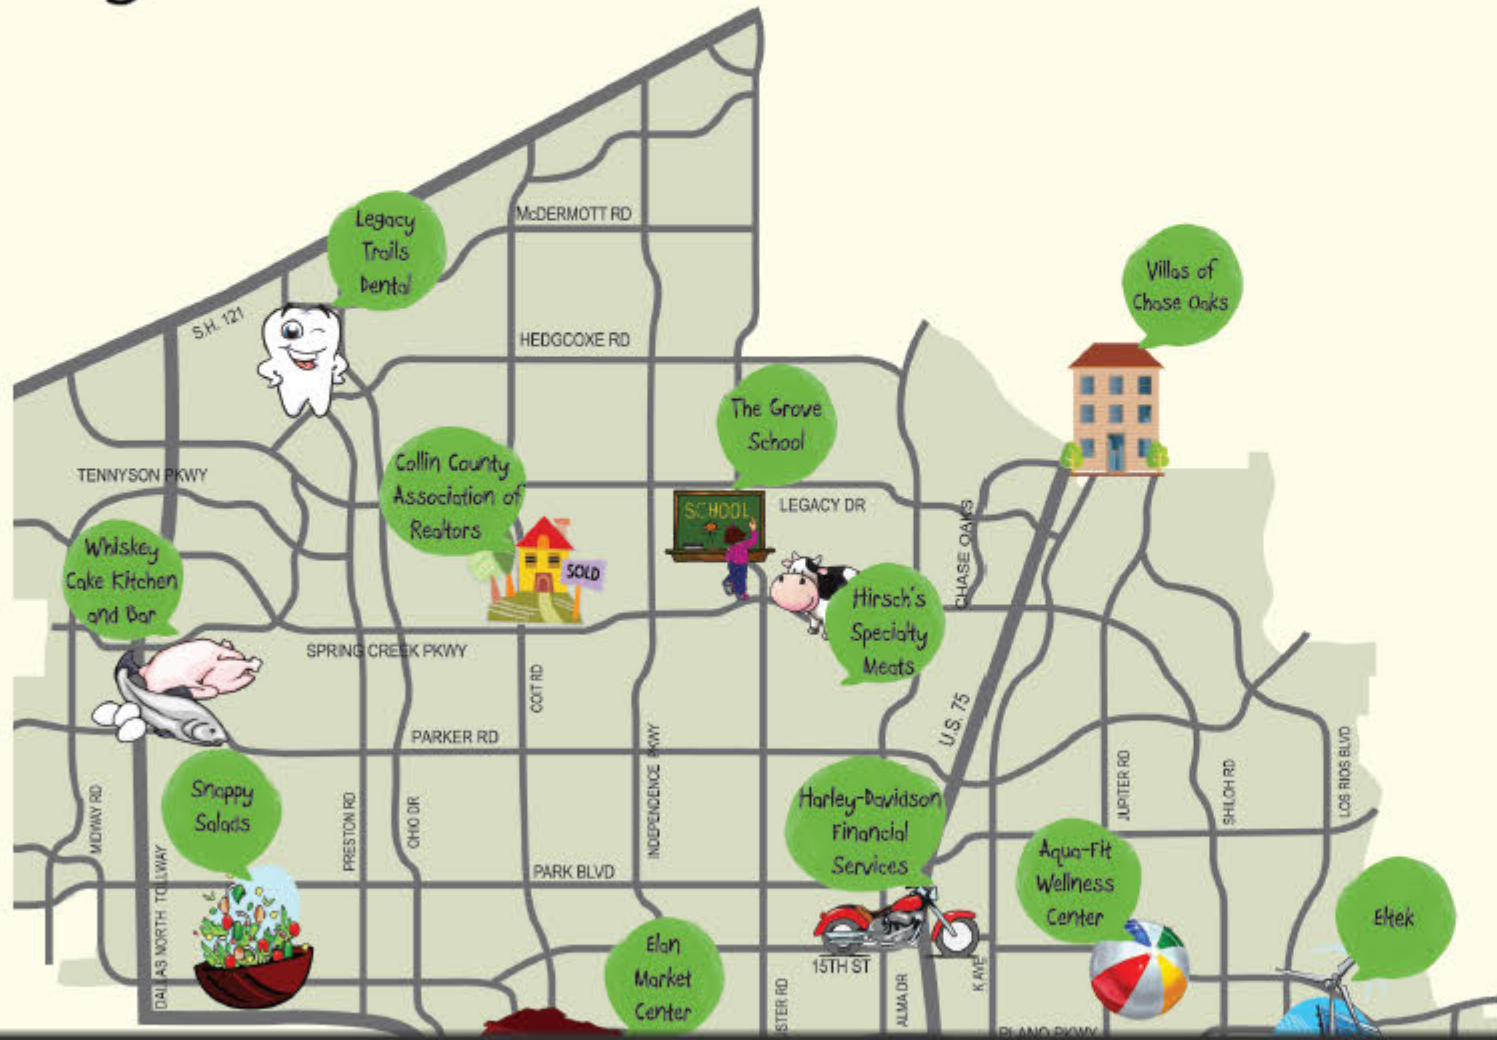 Legacy
Trails
Dental
McDERMOTT RD
S.H. 121
HEDGCOXE RD
Villas of
Chase Oaks
The Grove
School
TENNYSON PKWY
Collin County
Association of
Realtors
SCHOOL
LEGACY DR
CHASE OAKS
Whiskey
Cake Kitchen
and Bar
SOLD
Hirsch's
Specialty
Meats
SPRING CREEK PKWY
COIT RD
U.S. 75
PARKER RD
INDEPENDENCE PKWY
Snappy
Salads
MIDWAY RD
PRESTON RD
OHIO DR
Harley-Davidson
Financial
Services
JUPITER RD
SHILOH RD
LOS RIOS BLVD
DALLAS NORTH TOLLWAY
PARK BLVD
Aqua-Fit
Wellness
Center
Eltek
Elan
Market
Center
15TH ST
STER RD
ALMA DR
K AVE
PLANO PKWY